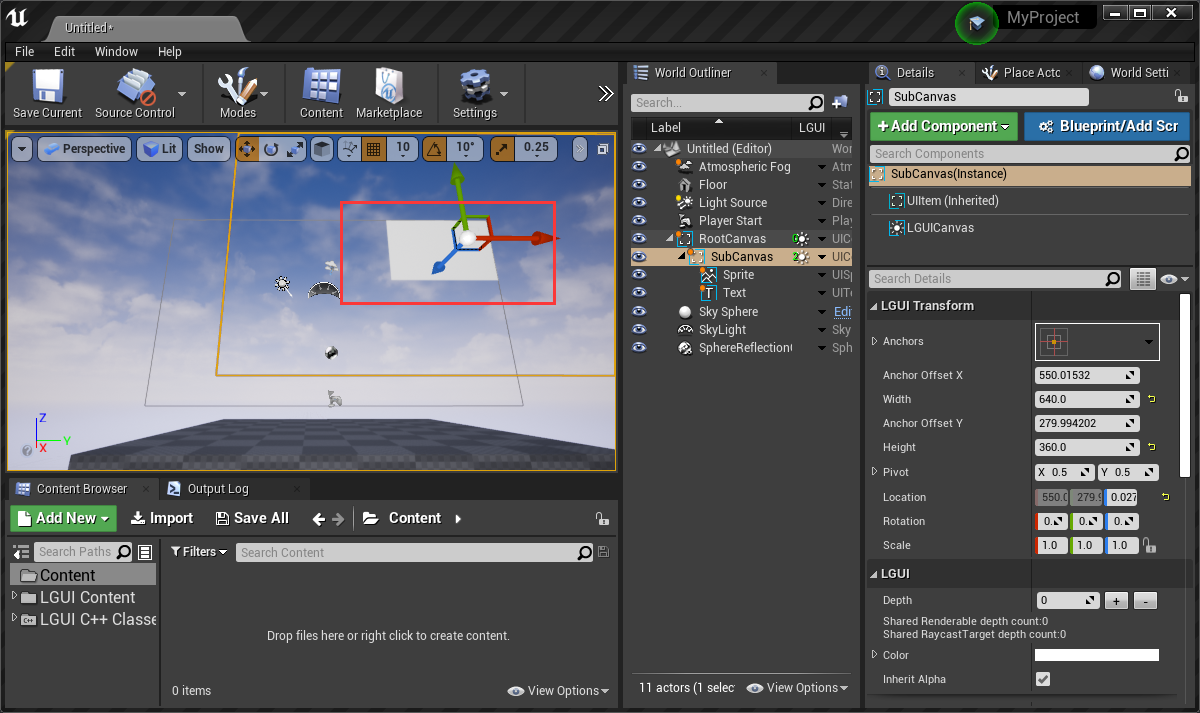 Untitled*
MyProject
File Edit Window Help
Save Current
Source Control
Modes
Content
Marketplace
Settings
Perspective
Lit
Show
10
10°
0.25
Z
Y
X
Content Browser
Output Log
Add New
Import
Save All
Content
Search Paths
Content
LGUI Content
LGUI C++ Classe
Filters
Search Content
Drop files here or right click to create content.
0 items
View Options
World Outliner
Search...
Label
LGUI
Untitled (Editor) Wor
Atmospheric Fog Atm
Floor Stat
Light Source Dire
Player Start Play
RootCanvas UIC
SubCanvas 2 UIC
Sprite UISp
Text UITe
Sky Sphere Edi
SkyLight Sky
SphereReflection Sph
11 actors (1 selec
View Options
Details
Place Actc
World Setti
SubCanvas
+Add Component
Blueprint/Add Scr
Search Components
SubCanvas(Instance)
UIItem (Inherited)
LGUICanvas
Search Details
LGUI Transform
Anchors
Anchor Offset X 550.01532
Width 640.0
Anchor Offset Y 279.994202
Height 360.0
Pivot X 0.5 Y 0.5
Location 550.0 279.9 0.027
Rotation 0. 0. 0.
Scale 1.0 1.0 1.0
LGUI
Depth 0 + -
Shared Renderable depth count:0
Shared RaycastTarget depth count:0
Color
Inherit Alpha